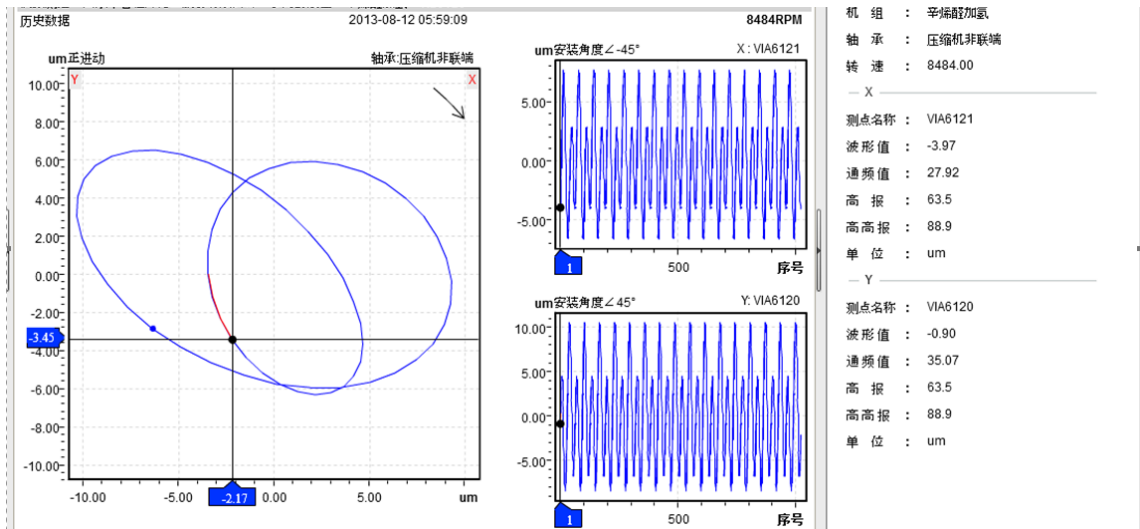 历史数据 2013-08-12 05:59:09 8484RPM
um正进动 轴承:压缩机非联端
Y X
10.00
8.00
6.00
4.00
2.00
0.00
-2.00
-3.45
-4.00
-6.00
-8.00
-10.00
-10.00 -5.00 -2.17 0.00 5.00 um
um安装角度∠-45° X : VIA6121
5.00
0.00
-5.00
1 500 序号
um安装角度∠45° Y: VIA6120
10.00
5.00
0.00
-5.00
1 500 序号
机 组 : 辛烯醛加氢
轴 承 : 压缩机非联端
转 速 : 8484.00
X
测点名称 : VIA6121
波形值 : -3.97
通频值 : 27.92
高 报 : 63.5
高高报 : 88.9
单 位 : um
Y
测点名称 : VIA6120
波形值 : -0.90
通频值 : 35.07
高 报 : 63.5
高高报 : 88.9
单 位 : um